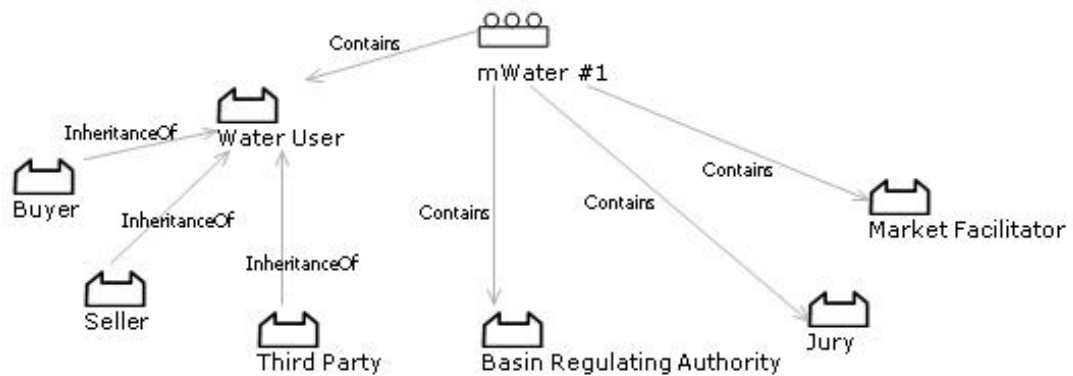 Contains
mWater #1
Water User
InheritanceOf
Buyer
InheritanceOf
Seller
InheritanceOf
Third Party
Contains
Basin Regulating Authority
Contains
Jury
Contains
Market Facilitator